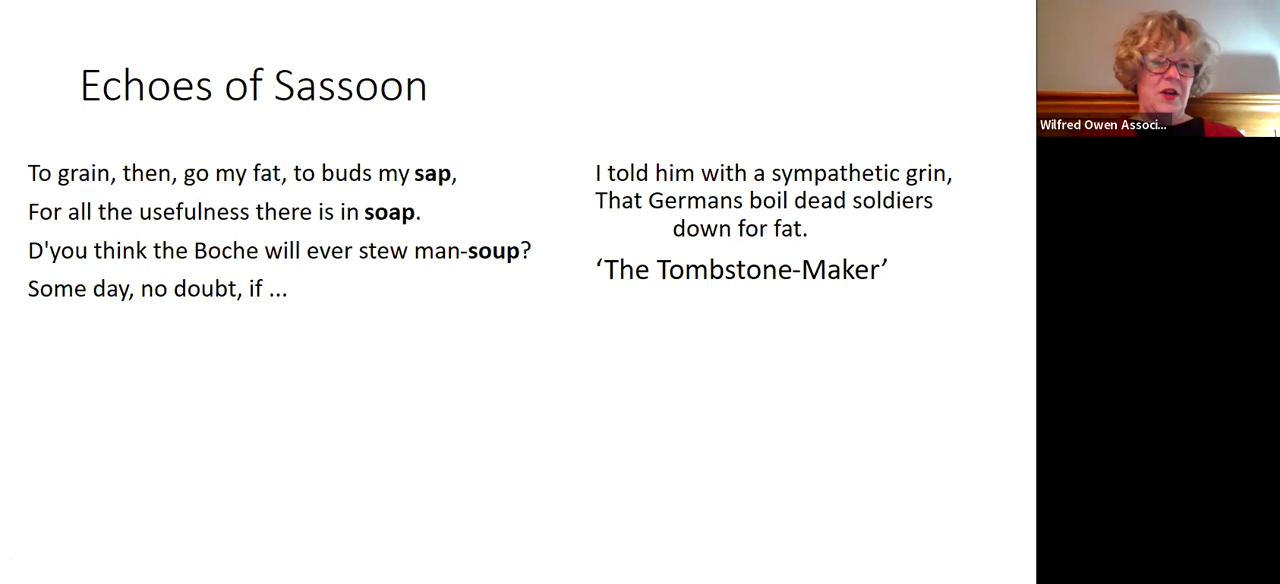 Echoes of Sassoon
To grain, then, go my fat, to buds my sap,
For all the usefulness there is in soap.
D'you think the Boche will ever stew man-soup?
Some day, no doubt, if ...
I told him with a sympathetic grin,
That Germans boil dead soldiers
down for fat.
‘The Tombstone-Maker’
Wilfred Owen Associ...